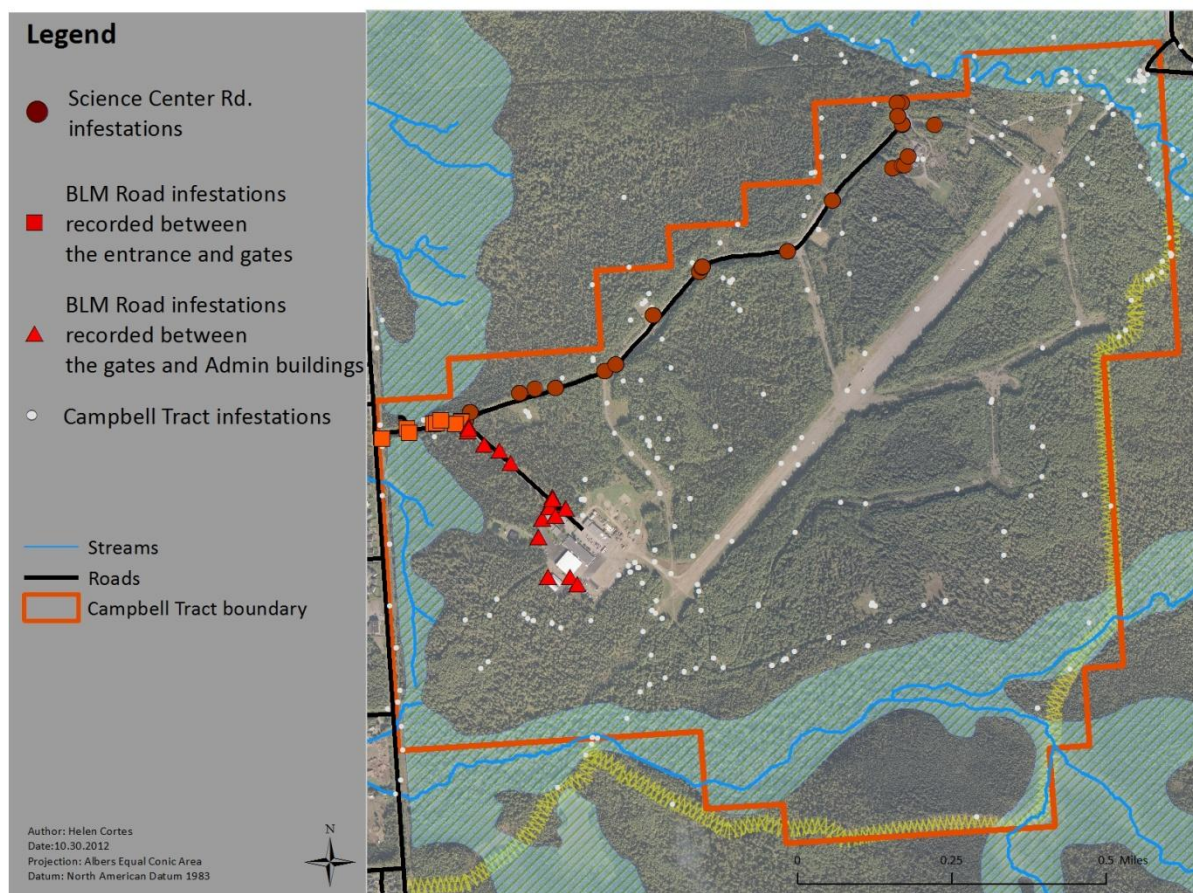 Legend
Science Center Rd.
infestations
BLM Road infestations
recorded between
the entrance and gates
BLM Road infestations
recorded between
the gates and Admin buildings
Campbell Tract infestations
Streams
Roads
Campbell Tract boundary
Author: Helen Cortes
Date:10.30.2012
Projection: Albers Equal Conic Area
Datum: North American Datum 1983
N
0 0.25 0.5 Miles